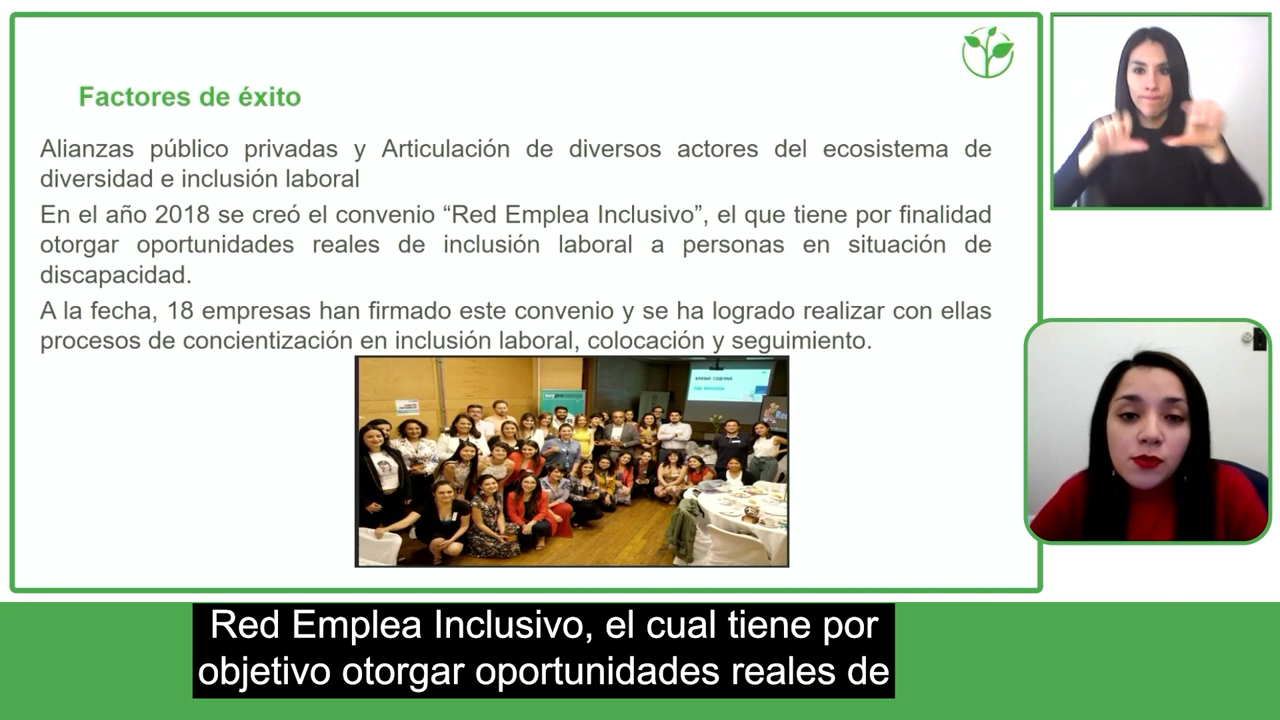 Factores de éxito
Alianzas público privadas y Articulación de diversos actores del ecosistema de
diversidad e inclusión laboral
En el año 2018 se creó el convenio “Red Emplea Inclusivo”, el que tiene por finalidad
otorgar oportunidades reales de inclusión laboral a personas en situación de
discapacidad.
A la fecha, 18 empresas han firmado este convenio y se ha logrado realizar con ellas
procesos de concientización en inclusión laboral, colocación y seguimiento.
Red Emplea Inclusivo, el cual tiene por
objetivo otorgar oportunidades reales de